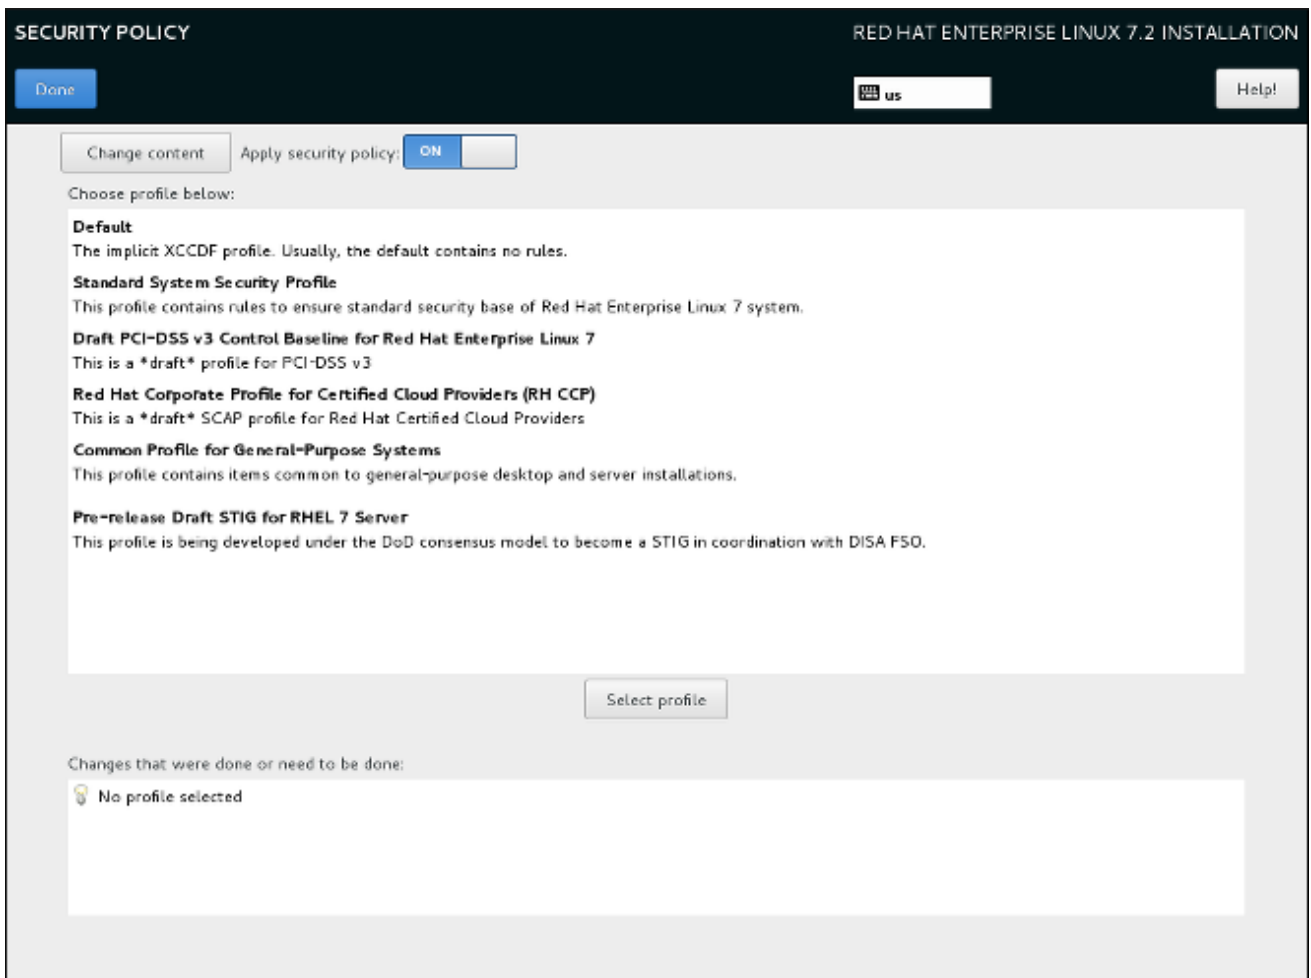 SECURITY POLICY
RED HAT ENTERPRISE LINUX 7.2 INSTALLATION
Done
us
Help!
Change content
Apply security policy:
ON
Choose profile below:
Default
The implicit XCCDF profile. Usually, the default contains no rules.
Standard System Security Profile
This profile contains rules to ensure standard security base of Red Hat Enterprise Linux 7 system.
Draft PCI-DSS v3 Control Baseline for Red Hat Enterprise Linux 7
This is a *draft* profile for PCI-DSS v3
Red Hat Corporate Profile for Certified Cloud Providers (RH CCP)
This is a *draft* SCAP profile for Red Hat Certified Cloud Providers
Common Profile for General-Purpose Systems
This profile contains items common to general-purpose desktop and server installations.
Pre-release Draft STIG for RHEL 7 Server
This profile is being developed under the DoD consensus model to become a STIG in coordination with DISA FSO.
Select profile
Changes that were done or need to be done:
No profile selected